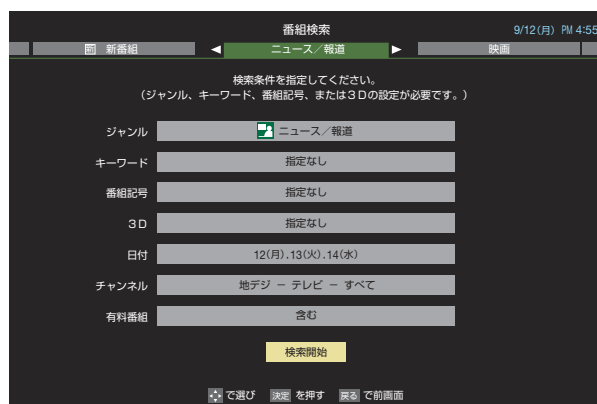 番組検索
9/12(月) PM 4:55
新 新番組 ◀ ニュース／報道 ▶ 映画
検索条件を指定してください。
（ジャンル、キーワード、番組記号、または３Ｄの設定が必要です。）
ジャンル ニュース／報道
キーワード 指定なし
番組記号 指定なし
３Ｄ 指定なし
日付 12(月).13(火).14(水)
チャンネル 地デジ － テレビ － すべて
有料番組 含む
検索開始
で選び 決定 を押す 戻る で前画面